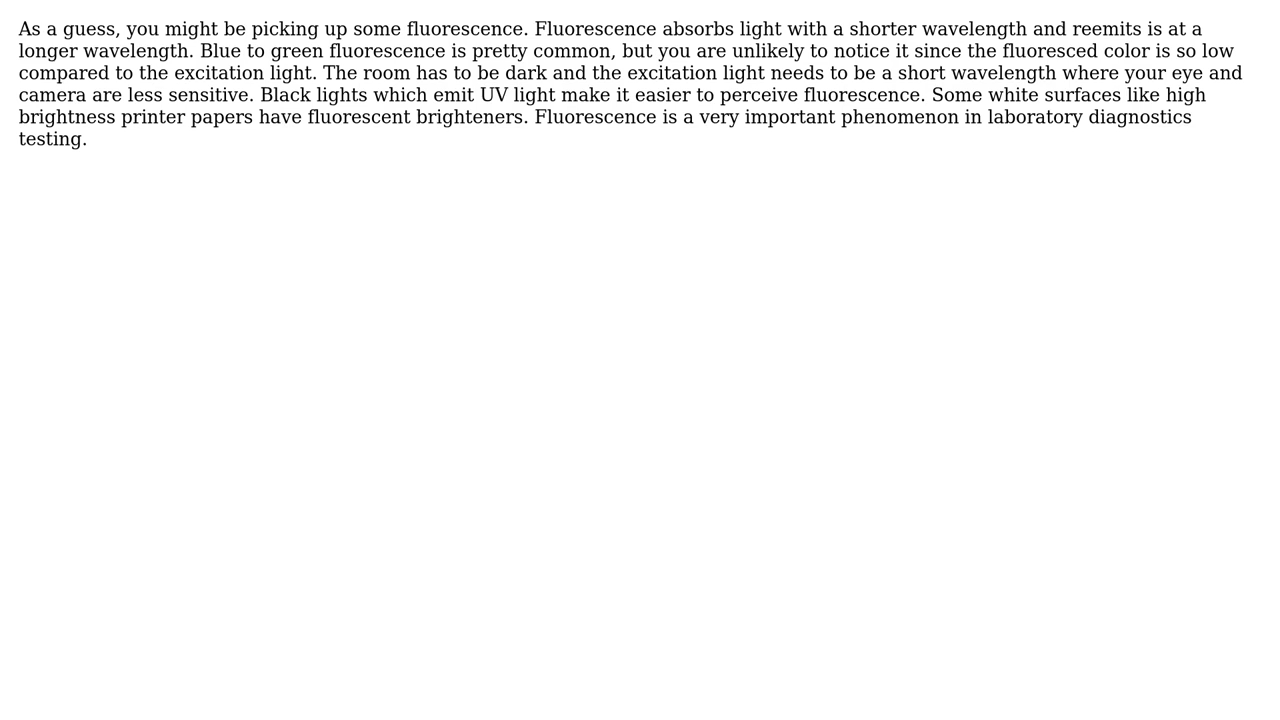 As a guess, you might be picking up some fluorescence. Fluorescence absorbs light with a shorter wavelength and reemits is at a
longer wavelength. Blue to green fluorescence is pretty common, but you are unlikely to notice it since the fluoresced color is so low
compared to the excitation light. The room has to be dark and the excitation light needs to be a short wavelength where your eye and
camera are less sensitive. Black lights which emit UV light make it easier to perceive fluorescence. Some white surfaces like high
brightness printer papers have fluorescent brighteners. Fluorescence is a very important phenomenon in laboratory diagnostics
testing.